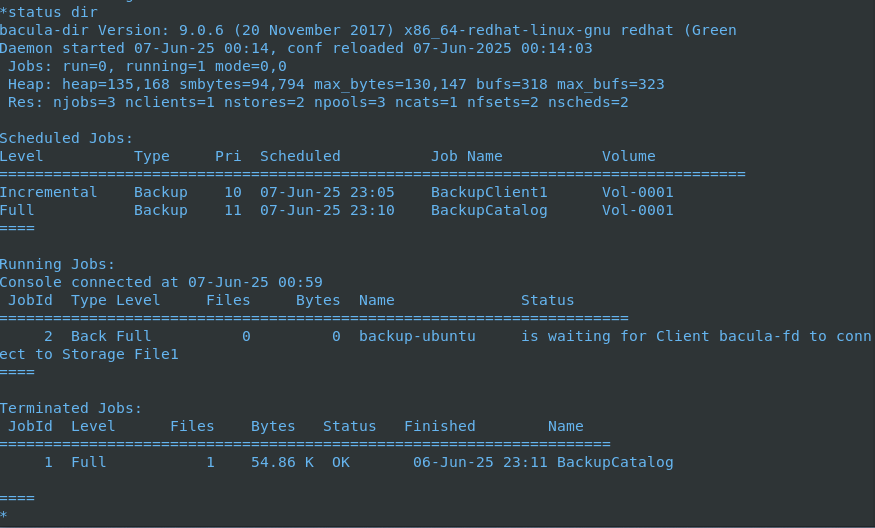 *status dir
bacula-dir Version: 9.0.6 (20 November 2017) x86_64-redhat-linux-gnu redhat (Green
Daemon started 07-Jun-25 00:14, conf reloaded 07-Jun-2025 00:14:03
 Jobs: run=0, running=1 mode=0,0
 Heap: heap=135,168 smbytes=94,794 max_bytes=130,147 bufs=318 max_bufs=323
 Res: njobs=3 nclients=1 nstores=2 npools=3 ncats=1 nfsets=2 nscheds=2

Scheduled Jobs:
Level          Type     Pri  Scheduled          Job Name           Volume
===================================================================================
Incremental    Backup    10  07-Jun-25 23:05    BackupClient1      Vol-0001
Full           Backup    11  07-Jun-25 23:10    BackupCatalog      Vol-0001
====

Running Jobs:
Console connected at 07-Jun-25 00:59
 JobId  Type Level     Files     Bytes  Name              Status
======================================================================
     2  Back Full          0         0  backup-ubuntu     is waiting for Client bacula-fd to conn
ect to Storage File1
====

Terminated Jobs:
 JobId  Level      Files    Bytes   Status   Finished        Name
====================================================================
     1  Full           1    54.86 K  OK       06-Jun-25 23:11 BackupCatalog

====
*